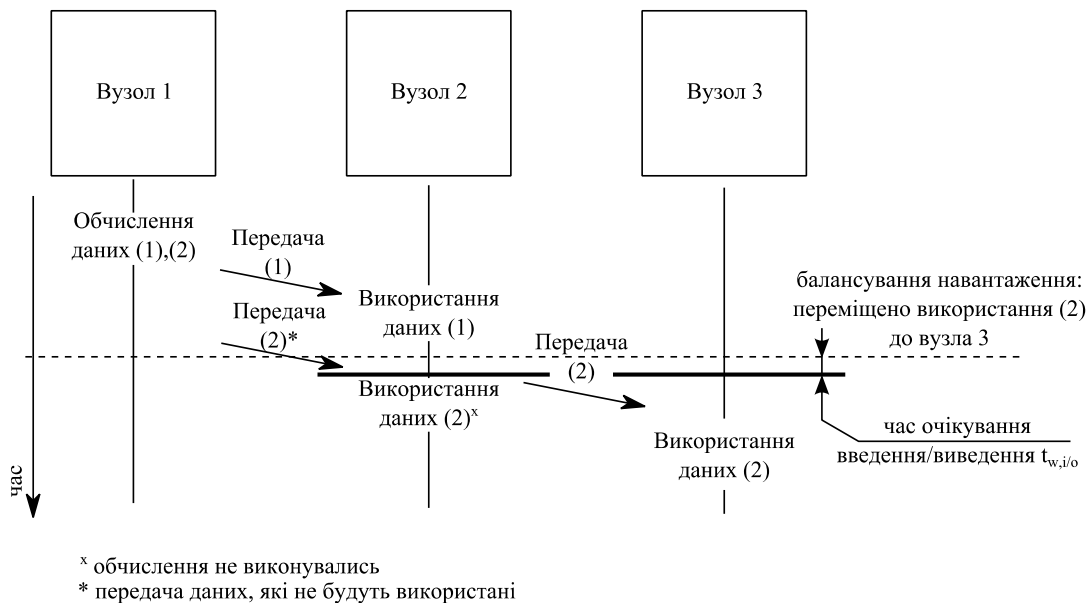 Вузол 1
Вузол 2
Вузол 3
Обчислення
даних (1),(2)
Передача
(1)
Використання
даних (1)
Передача
(2)*
Передача
(2)
Використання
даних (2)ˣ
Використання
даних (2)
балансування навантаження:
переміщено використання (2)
до вузла 3
час очікування
введення/виведення t_w,i/o
час
ˣ обчислення не виконувались
* передача даних, які не будуть використані